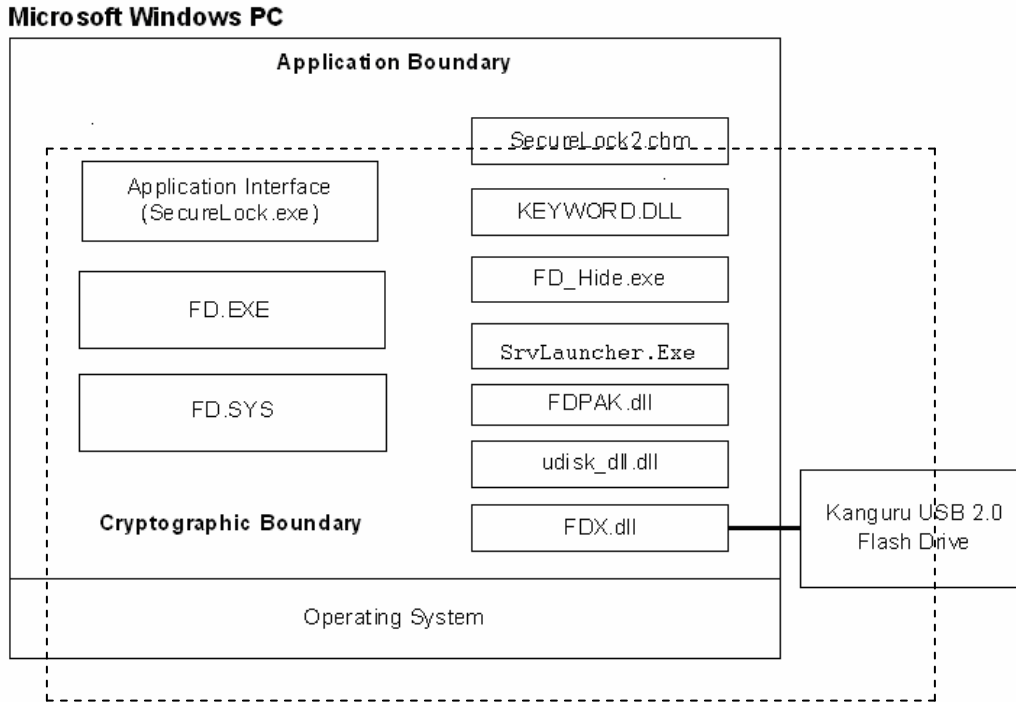 Microsoft Windows PC
Application Boundary
SecureLock2.chm
Application Interface
(SecureLock.exe)
KEYWORD.DLL
FD_Hide.exe
FD.EXE
SrvLauncher.Exe
FDPAK.dll
FD.SYS
udisk_dll.dll
Cryptographic Boundary
FDX.dll
Kanguru USB 2.0
Flash Drive
Operating System